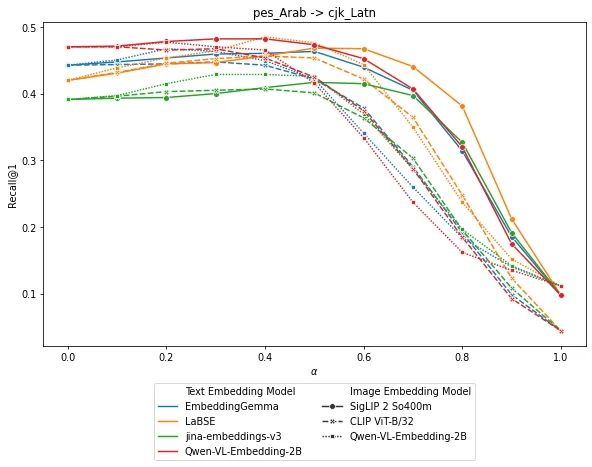 pes_Arab -> cjk_Latn
0.5
0.4
0.3
0.2
0.1
Recall@1
0.0 0.2 0.4 0.6 0.8 1.0
α
Text Embedding Model Image Embedding Model
EmbeddingGemma SigLIP 2 So400m
LaBSE CLIP ViT-B/32
jina-embeddings-v3 Qwen-VL-Embedding-2B
Qwen-VL-Embedding-2B